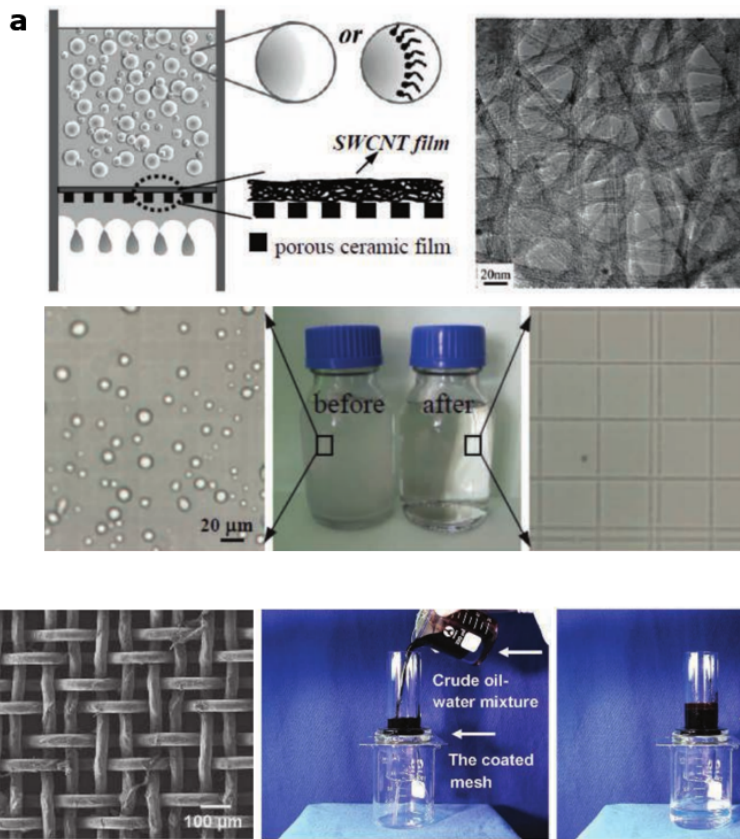 a
or
SWCNT film
porous ceramic film
20nm
before
after
20 μm
100 μm
Crude oil-
water mixture
The coated
mesh